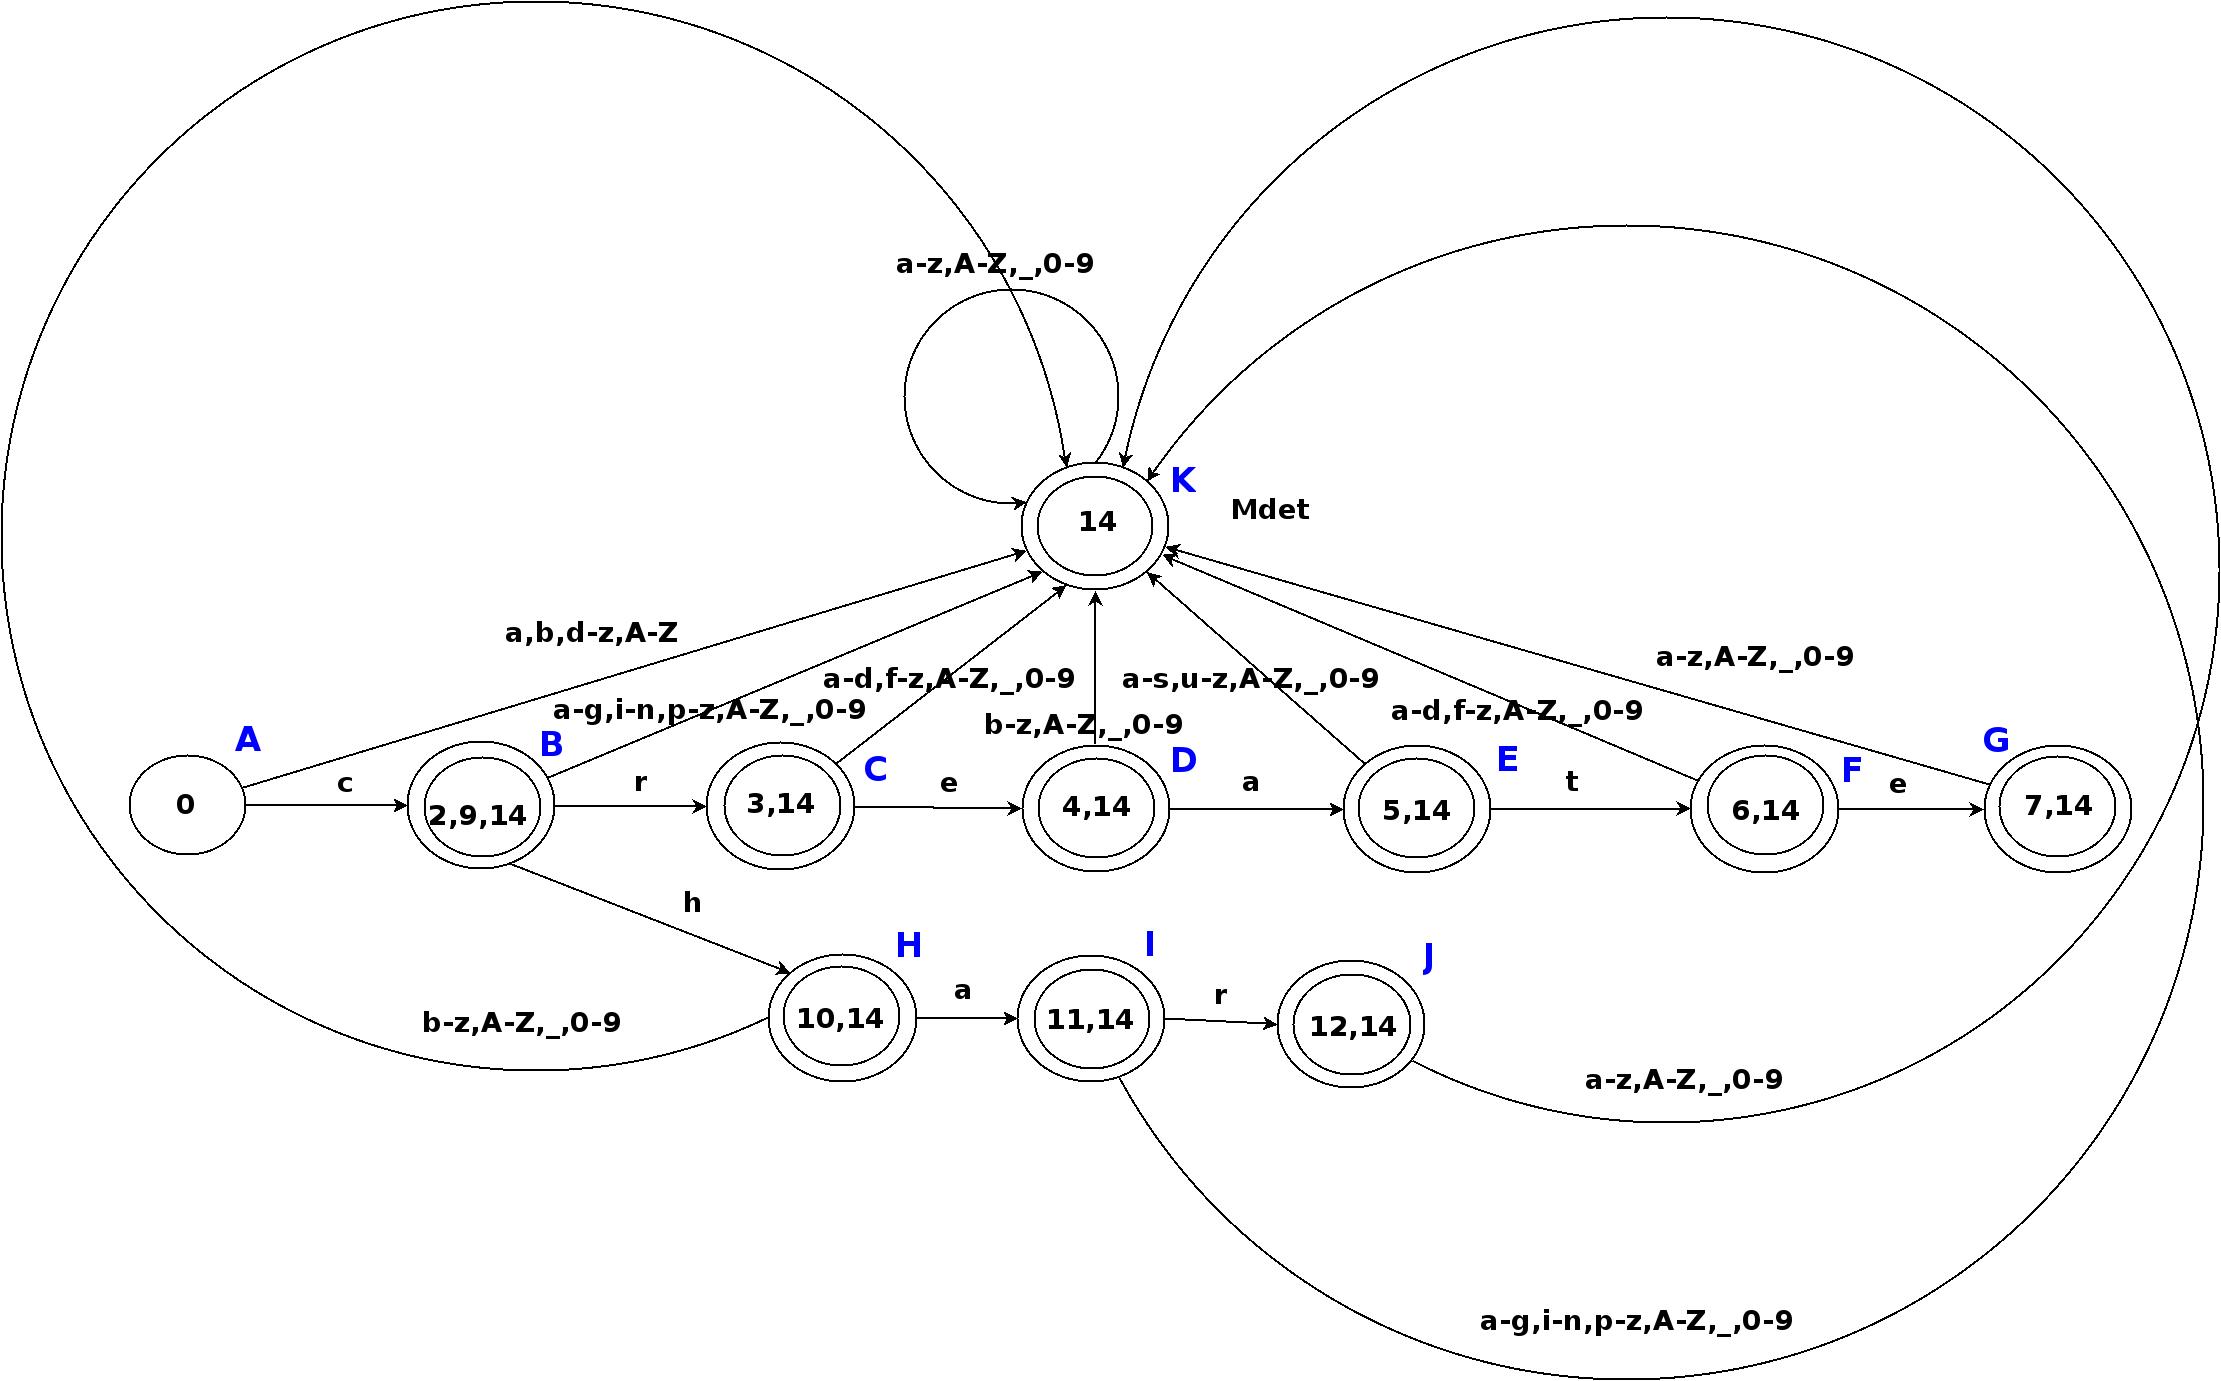 a-z,A-Z,_,0-9
K
14
Mdet
a,b,d-z,A-Z
a-z,A-Z,_,0-9
a-d,f-z,A-Z,_,0-9
a-s,u-z,A-Z,_,0-9
a-g,i-n,p-z,A-Z,_,0-9
a-d,f-z,A-Z,_,0-9
b-z,A-Z,_,0-9
A
B
C
D
E
F
G
c
r
e
a
t
e
0
2,9,14
3,14
4,14
5,14
6,14
7,14
h
H
I
J
a
r
10,14
11,14
12,14
b-z,A-Z,_,0-9
a-z,A-Z,_,0-9
a-g,i-n,p-z,A-Z,_,0-9